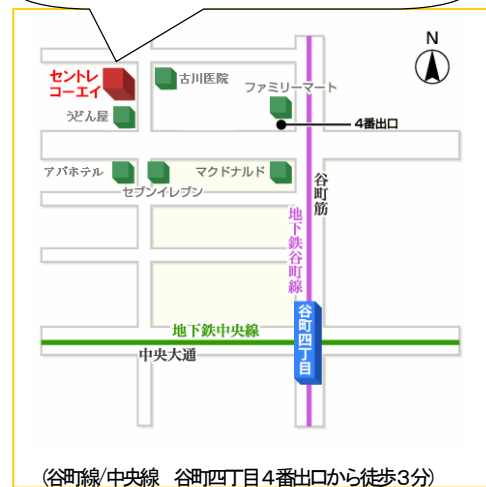 N
セントレ
コーエイ
古川医院
ファミリーマート
うどん屋
4番出口
アパホテル
セブンイレブン
マクドナルド
谷町筋
地下鉄谷町線
谷町四丁目
地下鉄中央線
中央大通
(谷町線/中央線　谷町四丁目４番出口から徒歩３分)